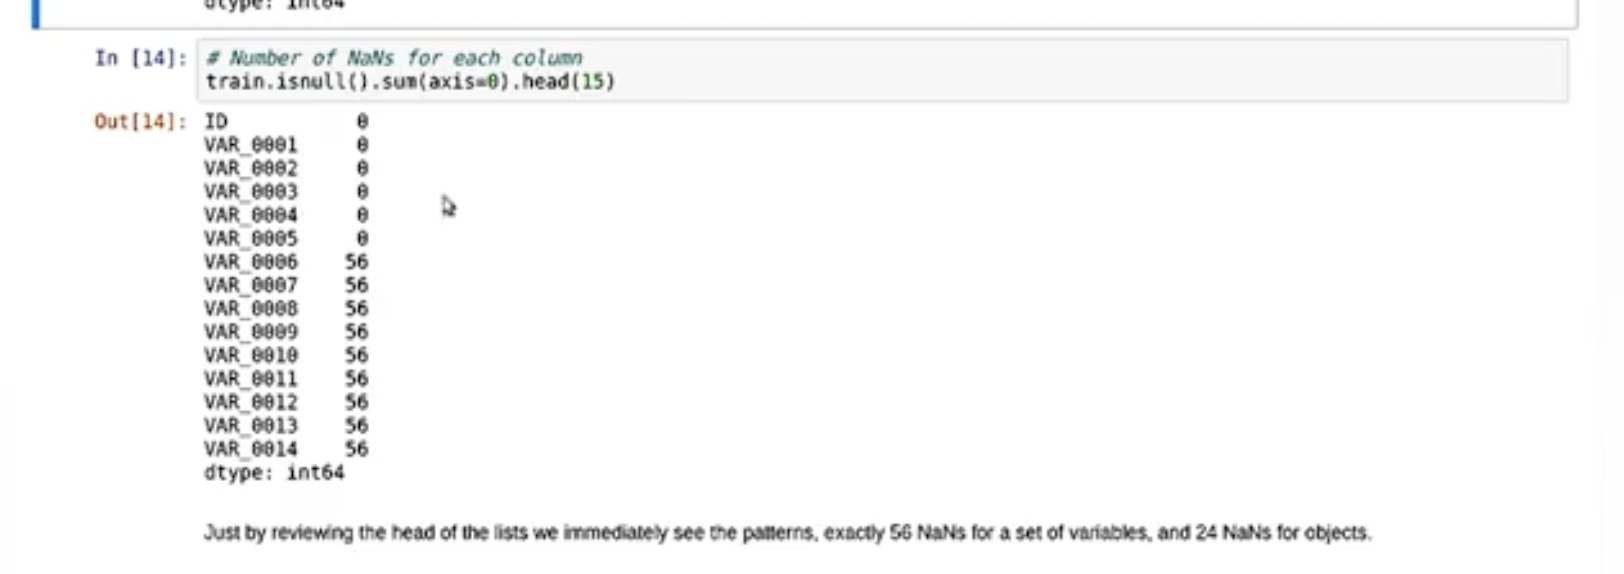 dtype: int64
In [14]: # Number of NaNs for each column
train.isnull().sum(axis=0).head(15)
Out[14]: ID 0
VAR_0001 0
VAR_0002 0
VAR_0003 0
VAR_0004 0
VAR_0005 0
VAR_0006 56
VAR_0007 56
VAR_0008 56
VAR_0009 56
VAR_0010 56
VAR_0011 56
VAR_0012 56
VAR_0013 56
VAR_0014 56
dtype: int64
Just by reviewing the head of the lists we immediately see the patterns, exactly 56 NaNs for a set of variables, and 24 NaNs for objects.